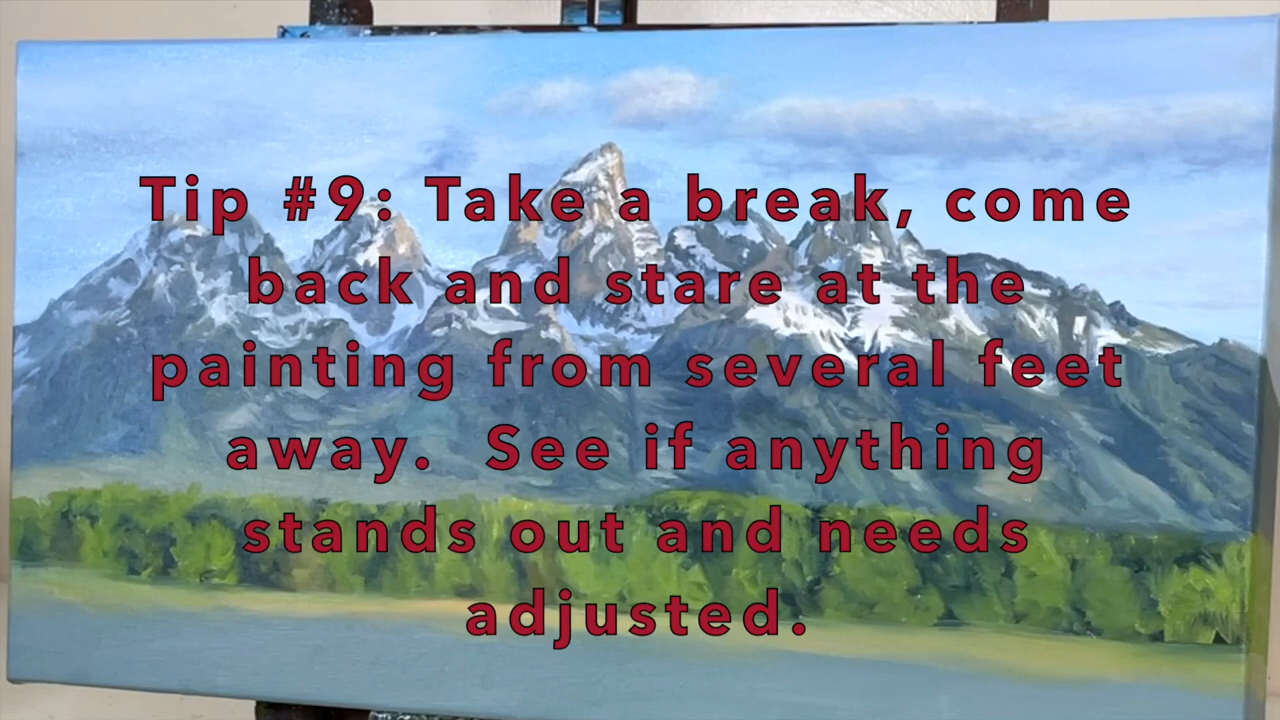 Tip #9: Take a break, come
back and stare at the
painting from several feet
away.  See if anything
stands out and needs
adjusted.